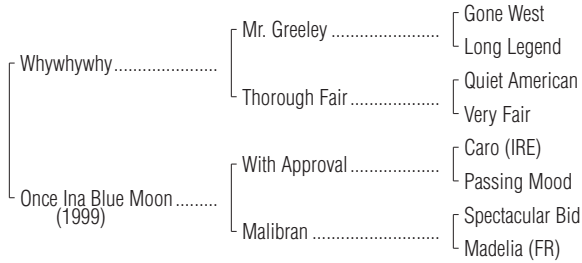 Gone West
Mr. Greeley ....................
Long Legend
Whywhywhy....................
Quiet American
Thorough Fair .................
Very Fair
Caro (IRE)
With Approval .................
Passing Mood
Once Ina Blue Moon.........
(1999)
Spectacular Bid
Malibran ........................
Madelia (FR)